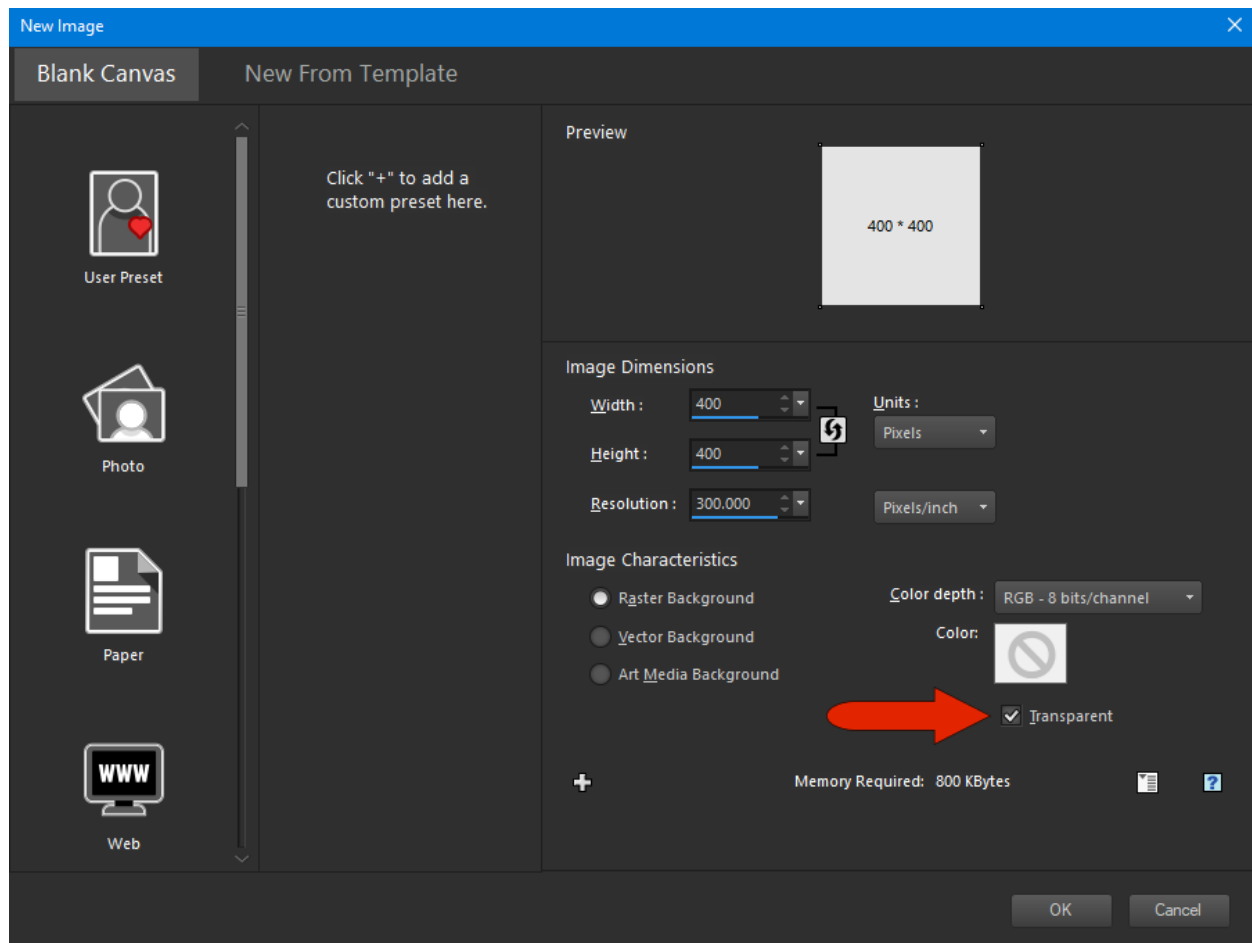 New Image
Blank Canvas
New From Template
User Preset
Photo
Paper
WWW
Web
Click "+" to add a
custom preset here.
Preview
400 * 400
Image Dimensions
Width : 400
Units :
Pixels
Height : 400
Resolution : 300.000 Pixels/inch
Image Characteristics
Raster Background
Color depth : RGB - 8 bits/channel
Vector Background
Color:
Art Media Background
Transparent
Memory Required: 800 KBytes
?
OK
Cancel